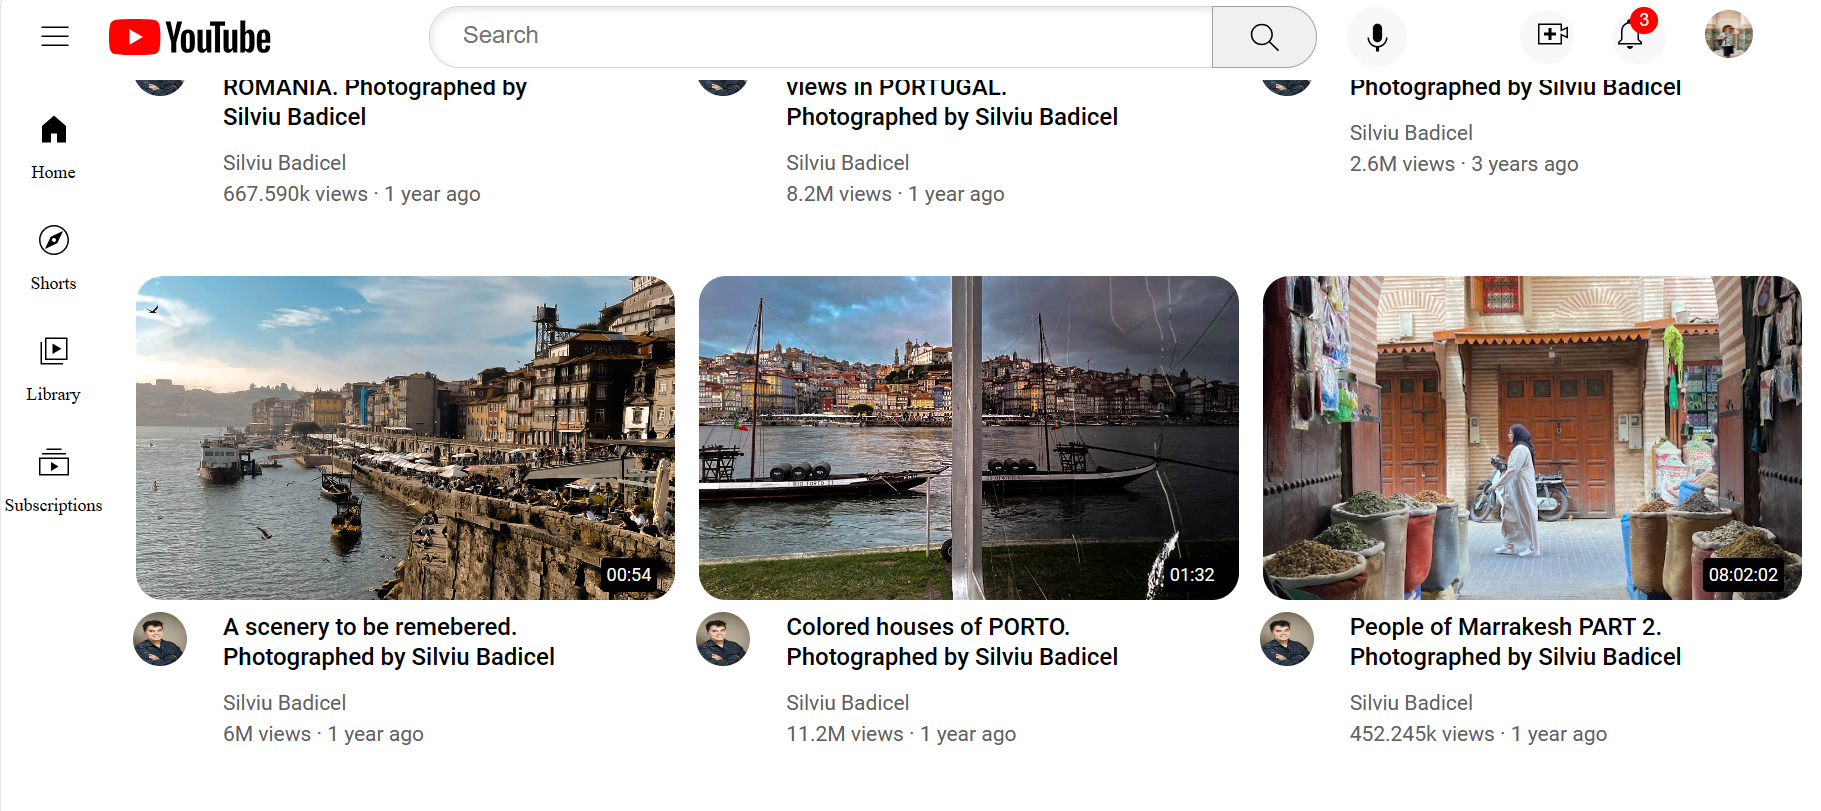 YouTube
Search
3
ROMANIA. Photographed by
Silviu Badicel
Silviu Badicel
667.590k views · 1 year ago
views in PORTUGAL.
Photographed by Silviu Badicel
Silviu Badicel
8.2M views · 1 year ago
Photographed by Silviu Badicel
Silviu Badicel
2.6M views · 3 years ago
Home
Shorts
Library
Subscriptions
00:54
01:32
08:02:02
A scenery to be remebered.
Photographed by Silviu Badicel
Silviu Badicel
6M views · 1 year ago
Colored houses of PORTO.
Photographed by Silviu Badicel
Silviu Badicel
11.2M views · 1 year ago
People of Marrakesh PART 2.
Photographed by Silviu Badicel
Silviu Badicel
452.245k views · 1 year ago